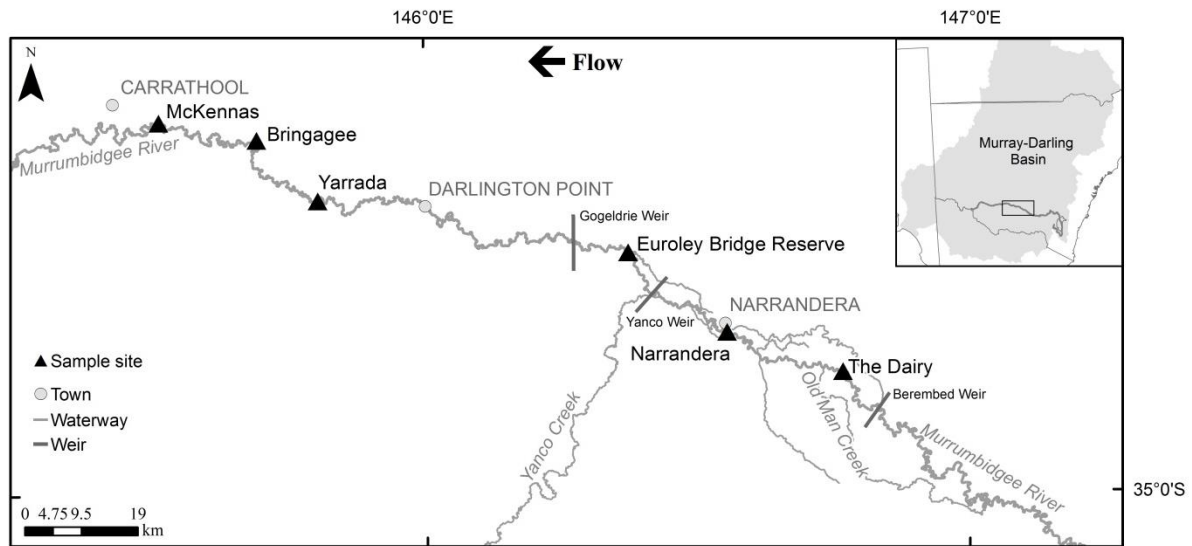 146°0'E
147°0'E
N
Flow
CARRATHOOL
McKennas
Bringagee
Murrumbidgee River
Yarrada
DARLINGTON POINT
Gogeldrie Weir
Euroley Bridge Reserve
Murray-Darling
Basin
NARRANDERA
Yanco Weir
Narrandera
The Dairy
Berembed Weir
Old Man Creek
Yanco Creek
Murrumbidgee River
Sample site
Town
Waterway
Weir
35°0'S
0 4.75 9.5 19
km